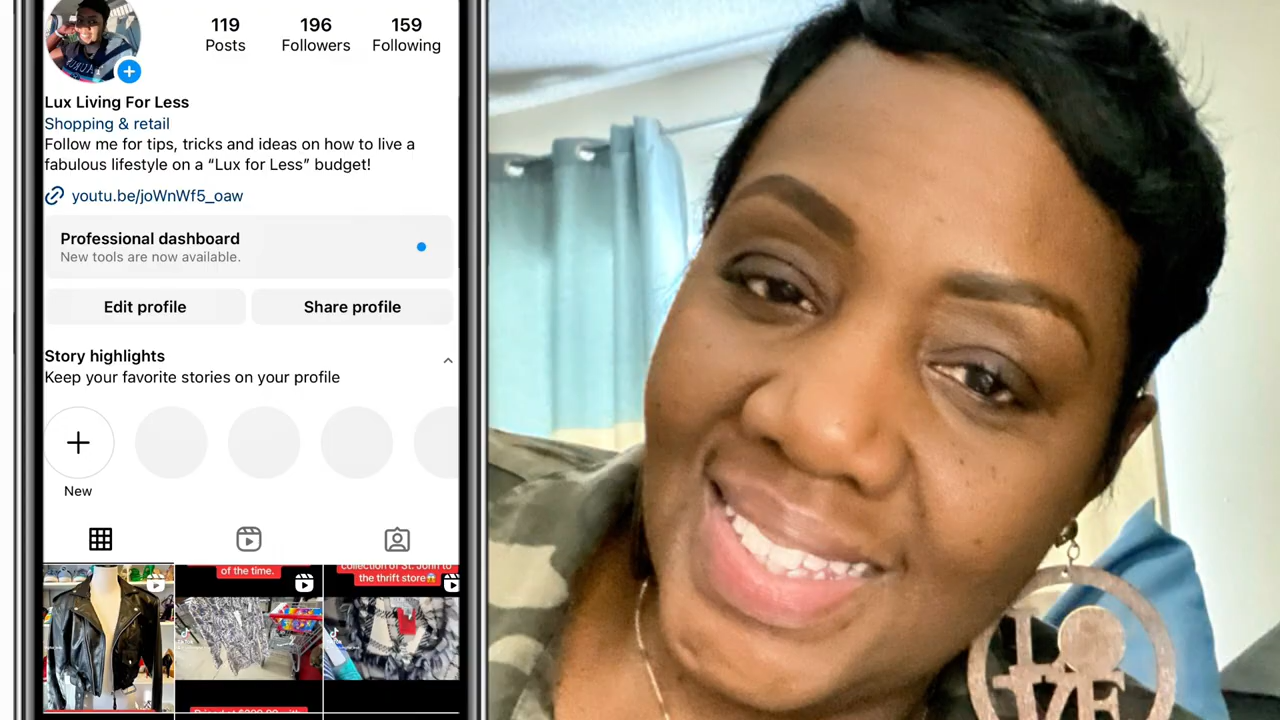 119
196
159
Posts
Followers
Following
Lux Living For Less
Shopping & retail
Follow me for tips, tricks and ideas on how to live a
fabulous lifestyle on a “Lux for Less” budget!
youtu.be/joWnWf5_oaw
Professional dashboard
New tools are now available.
Edit profile
Share profile
Story highlights
Keep your favorite stories on your profile
New
of the time.
collection of St. John to
the thrift store😱
LOVE